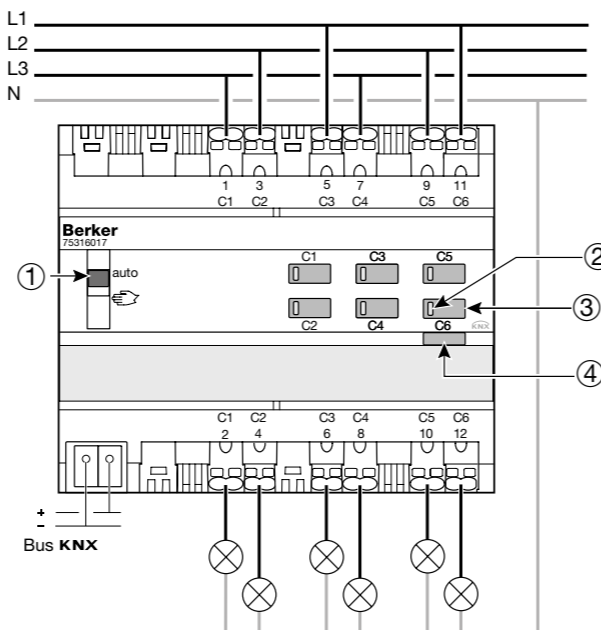 L1
L2
L3
N
1 3 5 7 9 11
C1 C2 C3 C4 C5 C6
Berker
75316017
① auto
C1 C3 C5
②
③
C2 C4 C6 KNX
④
C1 C2 C3 C4 C5 C6
2 4 6 8 10 12
+
-
Bus KNX